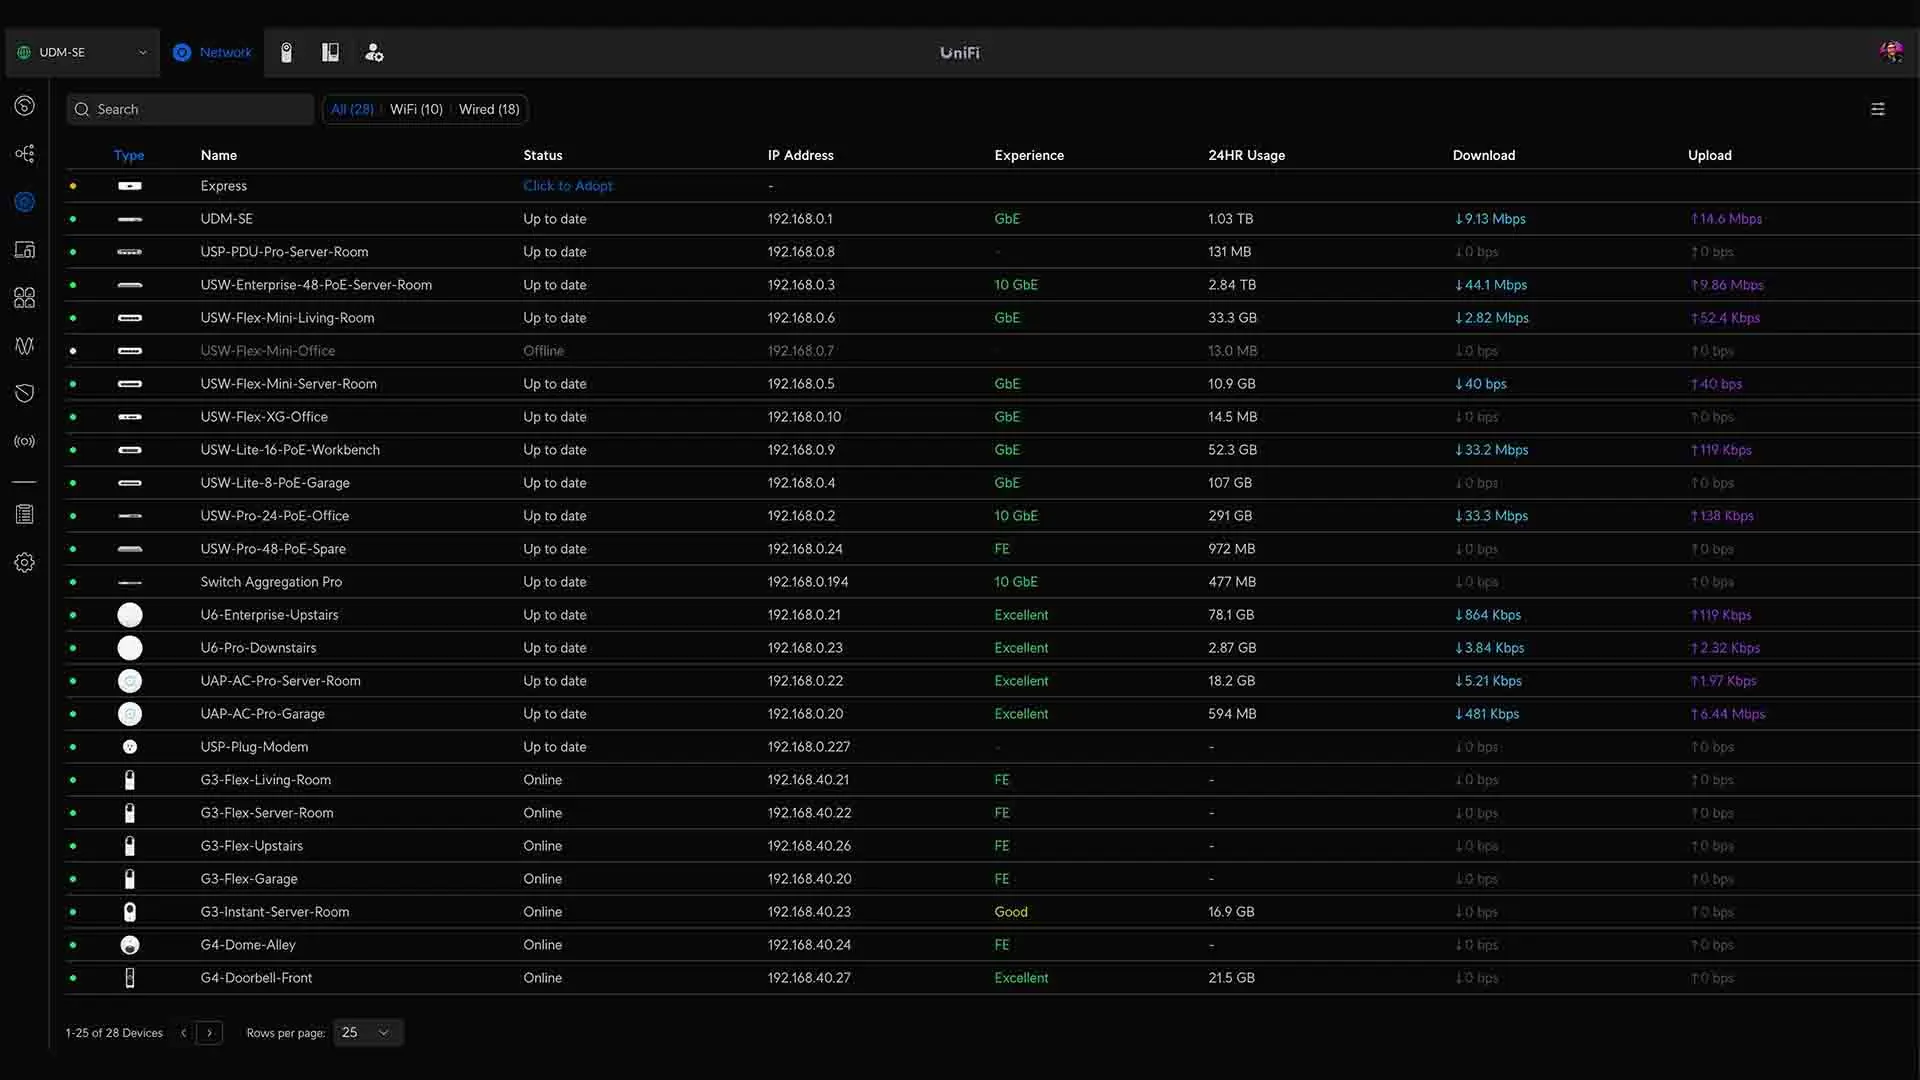 UDM-SE Network UniFi
Search All (28) WiFi (10) Wired (18)
Type Name Status IP Address Experience 24HR Usage Download Upload
Express Click to Adopt -
UDM-SE Up to date 192.168.0.1 GbE 1.03 TB ↓9.13 Mbps ↑14.6 Mbps
USP-PDU-Pro-Server-Room Up to date 192.168.0.8 - 131 MB ↓0 bps ↑0 bps
USW-Enterprise-48-PoE-Server-Room Up to date 192.168.0.3 10 GbE 2.84 TB ↓44.1 Mbps ↑9.86 Mbps
USW-Flex-Mini-Living-Room Up to date 192.168.0.6 GbE 33.3 GB ↓2.82 Mbps ↑52.4 Kbps
USW-Flex-Mini-Office Offline 192.168.0.7 - 13.0 MB ↓0 bps ↑0 bps
USW-Flex-Mini-Server-Room Up to date 192.168.0.5 GbE 10.9 GB ↓40 bps ↑40 bps
USW-Flex-XG-Office Up to date 192.168.0.10 GbE 14.5 MB ↓0 bps ↑0 bps
USW-Lite-16-PoE-Workbench Up to date 192.168.0.9 GbE 52.3 GB ↓33.2 Mbps ↑119 Kbps
USW-Lite-8-PoE-Garage Up to date 192.168.0.4 GbE 107 GB ↓0 bps ↑0 bps
USW-Pro-24-PoE-Office Up to date 192.168.0.2 10 GbE 291 GB ↓33.3 Mbps ↑138 Kbps
USW-Pro-48-PoE-Spare Up to date 192.168.0.24 FE 972 MB ↓0 bps ↑0 bps
Switch Aggregation Pro Up to date 192.168.0.194 10 GbE 477 MB ↓0 bps ↑0 bps
U6-Enterprise-Upstairs Up to date 192.168.0.21 Excellent 78.1 GB ↓864 Kbps ↑119 Kbps
U6-Pro-Downstairs Up to date 192.168.0.23 Excellent 2.87 GB ↓3.84 Kbps ↑2.32 Kbps
UAP-AC-Pro-Server-Room Up to date 192.168.0.22 Excellent 18.2 GB ↓5.21 Kbps ↑1.97 Kbps
UAP-AC-Pro-Garage Up to date 192.168.0.20 Excellent 594 MB ↓481 Kbps ↑6.44 Mbps
USP-Plug-Modem Up to date 192.168.0.227 - - ↓0 bps ↑0 bps
G3-Flex-Living-Room Online 192.168.40.21 FE - ↓0 bps ↑0 bps
G3-Flex-Server-Room Online 192.168.40.22 FE - ↓0 bps ↑0 bps
G3-Flex-Upstairs Online 192.168.40.26 FE - ↓0 bps ↑0 bps
G3-Flex-Garage Online 192.168.40.20 FE - ↓0 bps ↑0 bps
G3-Instant-Server-Room Online 192.168.40.23 Good 16.9 GB ↓0 bps ↑0 bps
G4-Dome-Alley Online 192.168.40.24 FE - ↓0 bps ↑0 bps
G4-Doorbell-Front Online 192.168.40.27 Excellent 21.5 GB ↓0 bps ↑0 bps
1-25 of 28 Devices Rows per page: 25